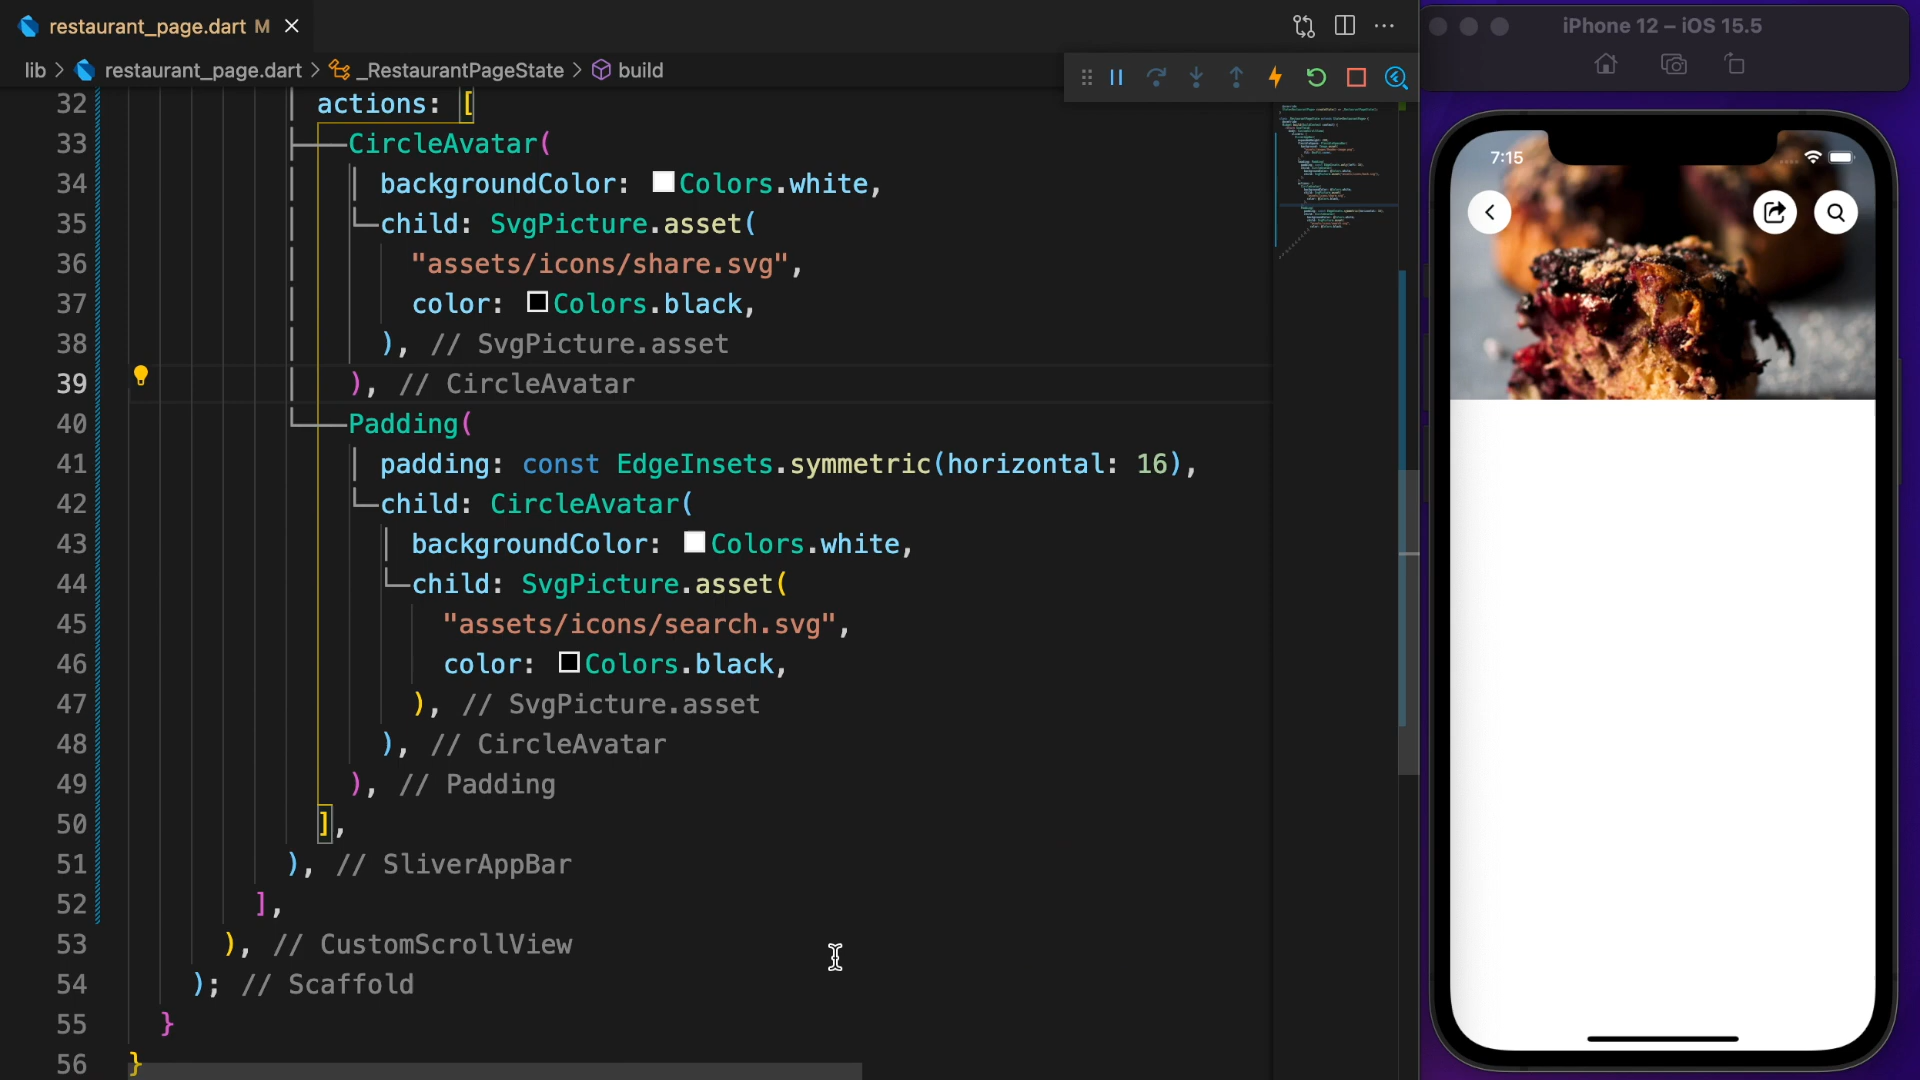 restaurant_page.dart M
lib > restaurant_page.dart > _RestaurantPageState > build
32 actions: [
33 CircleAvatar(
34 backgroundColor: Colors.white,
35 child: SvgPicture.asset(
36 "assets/icons/share.svg",
37 color: Colors.black,
38 ), // SvgPicture.asset
39 ), // CircleAvatar
40 Padding(
41 padding: const EdgeInsets.symmetric(horizontal: 16),
42 child: CircleAvatar(
43 backgroundColor: Colors.white,
44 child: SvgPicture.asset(
45 "assets/icons/search.svg",
46 color: Colors.black,
47 ), // SvgPicture.asset
48 ), // CircleAvatar
49 ), // Padding
50 ],
51 ), // SliverAppBar
52 ],
53 ), // CustomScrollView
54 ); // Scaffold
55 }
56 }
iPhone 12 – iOS 15.5
7:15